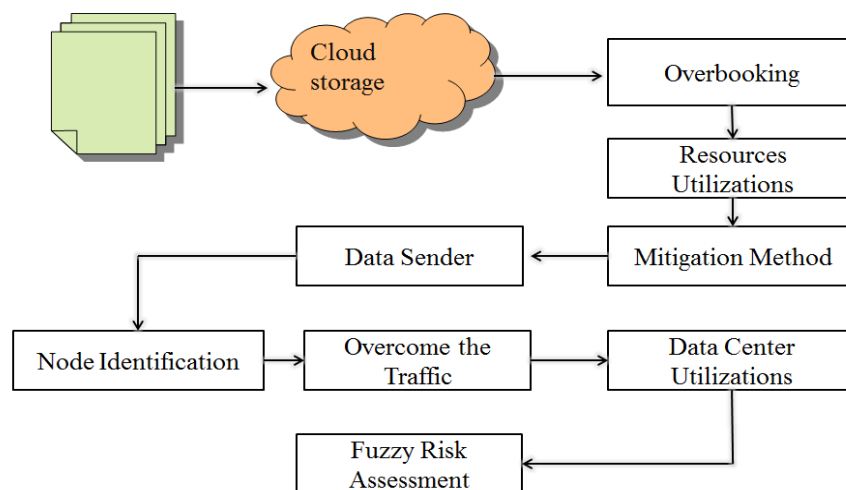 Cloud
storage
Overbooking
Resources
Utilizations
Mitigation Method
Data Sender
Node Identification
Overcome the
Traffic
Data Center
Utilizations
Fuzzy Risk
Assessment